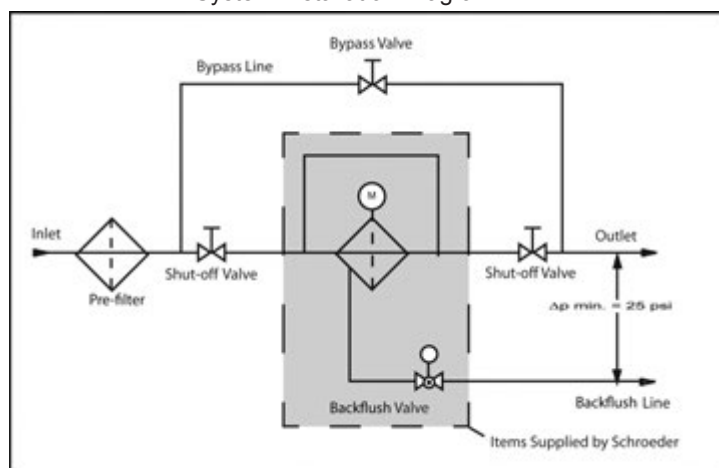 Bypass Valve
Bypass Line
M
Inlet
Outlet
Shut-off Valve
Shut-off Valve
Pre-filter
Δp min. = 25 psi
Backflush Valve
Backflush Line
Items Supplied by Schroeder